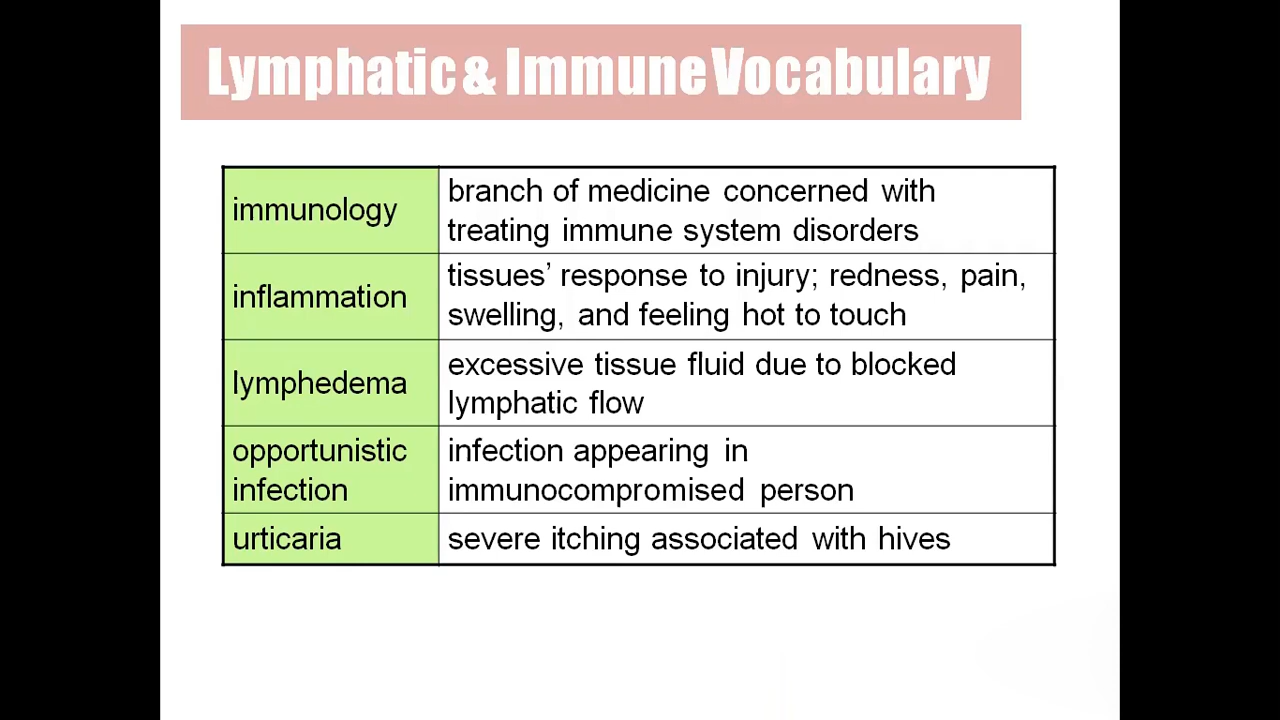 Lymphatic & Immune Vocabulary
immunology
branch of medicine concerned with
treating immune system disorders
inflammation
tissues’ response to injury; redness, pain,
swelling, and feeling hot to touch
lymphedema
excessive tissue fluid due to blocked
lymphatic flow
opportunistic
infection
infection appearing in
immunocompromised person
urticaria
severe itching associated with hives